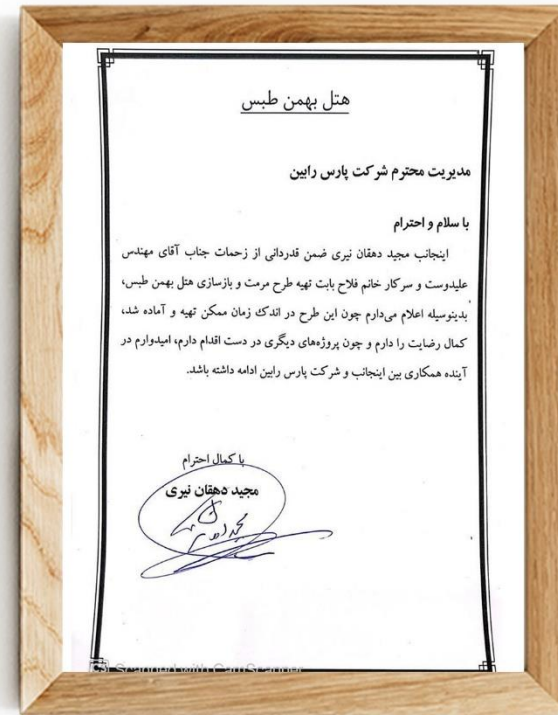 هتل بهمن طبس
مدیریت محترم شرکت پارس رابین
با سلام و احترام
اینجانب مجید دهقان نیری ضمن قدردانی از زحمات جناب آقای مهندس
علیدوست و سرکار خانم فلاح بابت تهیه طرح مرمت و بازسازی هتل بهمن طبس،
بدینوسیله اعلام می‌دارم چون این طرح در اندک زمان ممکن تهیه و آماده شد،
کمال رضایت را دارم و چون پروژه‌های دیگری در دست اقدام دارم، امیدوارم در
آینده همکاری بین اینجانب و شرکت پارس رابین ادامه داشته باشد.
با کمال احترام
مجید دهقان نیری
Scanned with CamScanner